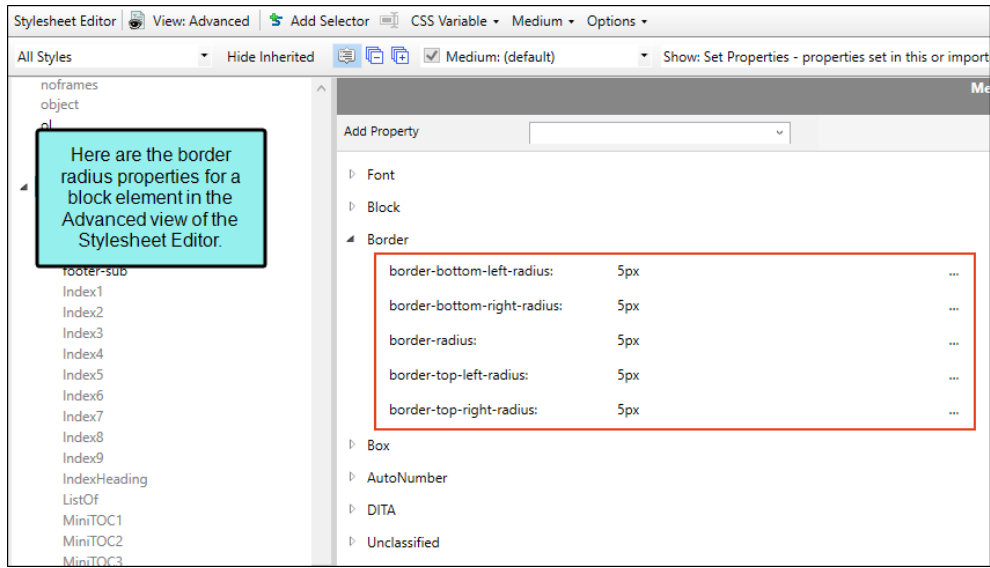 Stylesheet Editor View: Advanced Add Selector CSS Variable Medium Options
All Styles Hide Inherited Medium: (default) Show: Set Properties - properties set in this or import
noframes
object
ol
Here are the border
radius properties for a
block element in the
Advanced view of the
Stylesheet Editor.
footer-sub
Index1
Index2
Index3
Index4
Index5
Index6
Index7
Index8
Index9
IndexHeading
ListOf
MiniTOC1
MiniTOC2
MiniTOC3
Me
Add Property
Font
Block
Border
border-bottom-left-radius: 5px ...
border-bottom-right-radius: 5px ...
border-radius: 5px ...
border-top-left-radius: 5px ...
border-top-right-radius: 5px ...
Box
AutoNumber
DITA
Unclassified